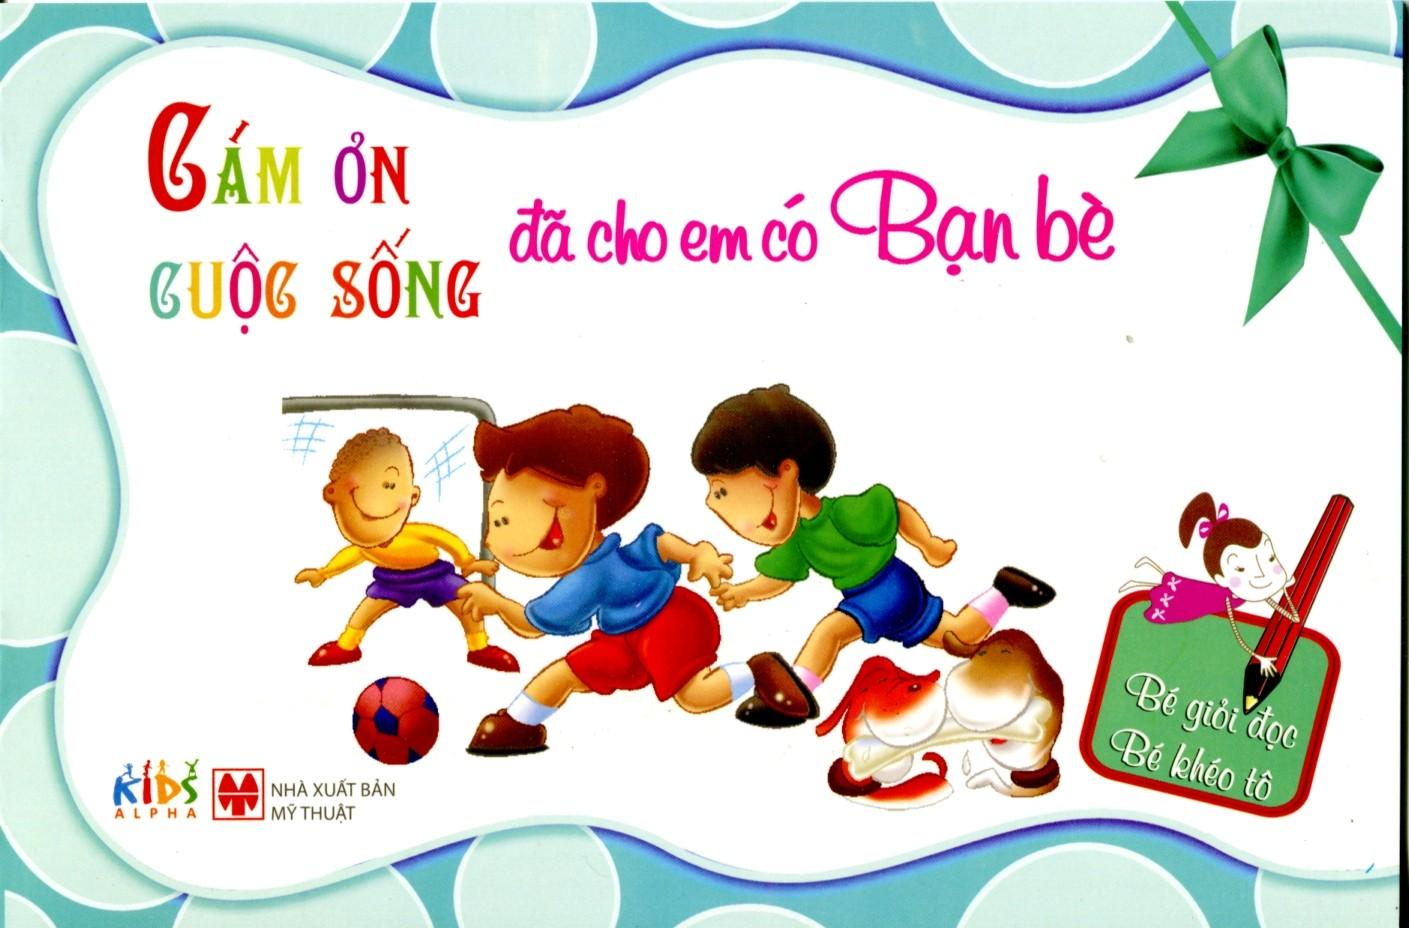 CÁM ƠN
CUỘC SỐNG
đã cho em có Bạn bè
Bé giỏi đọc
Bé khéo tô
KIDS
ALPHA
NHÀ XUẤT BẢN
MỸ THUẬT